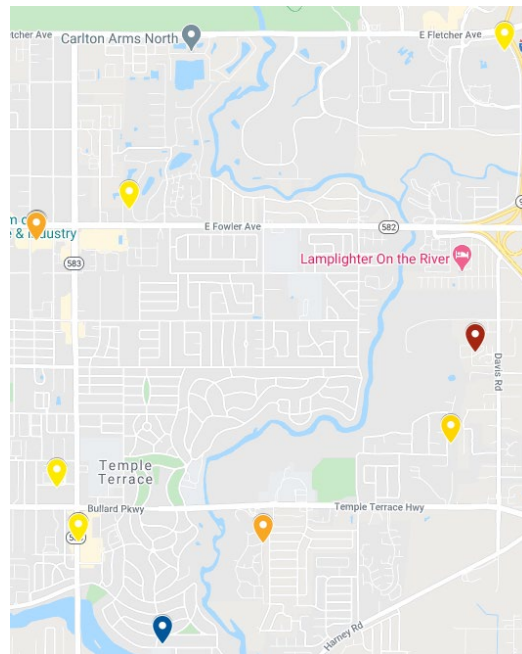 etcher Ave
Carlton Arms North
E Fletcher Ave
E Fowler Ave
582
m o
e & Industry
583
Lamplighter On the River
Davis Rd
Temple
Terrace
Bullard Pkwy
Temple Terrace Hwy
Harney Rd